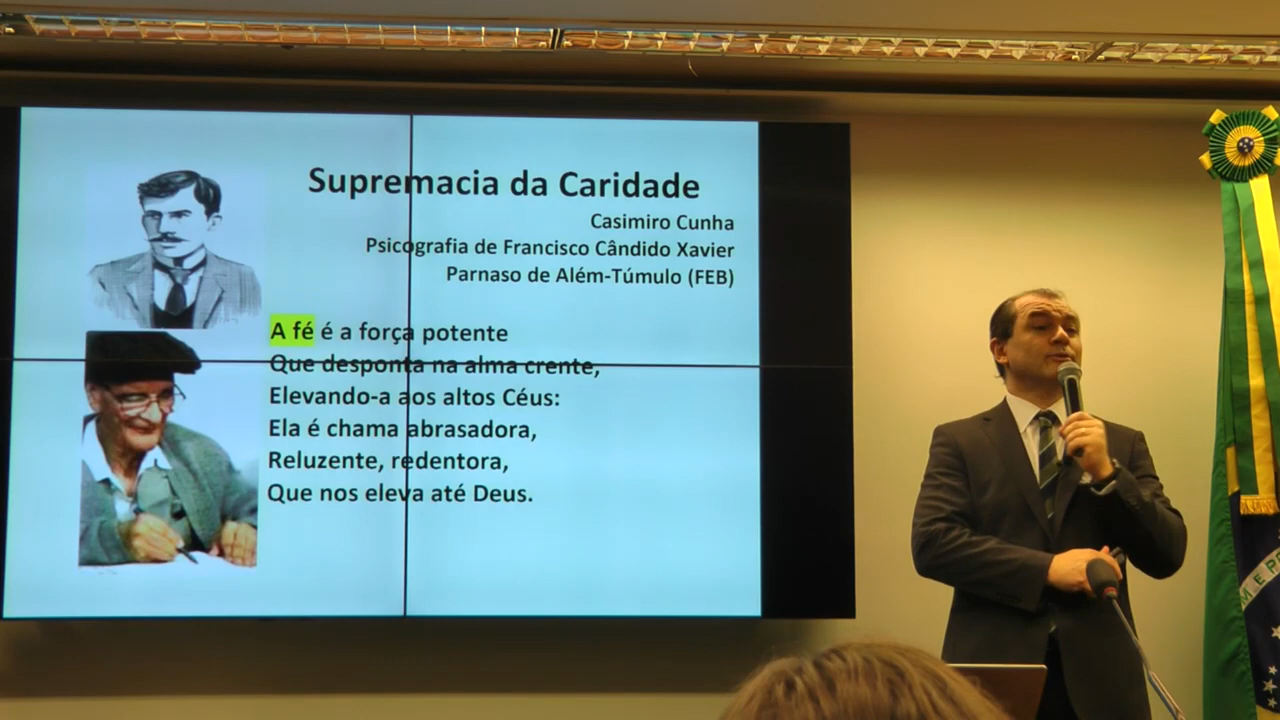 Supremacia da Caridade
Casimiro Cunha
Psicografia de Francisco Cândido Xavier
Parnaso de Além-Túmulo (FEB)
A fé é a força potente
Que desponta na alma crente,
Elevando-a aos altos Céus:
Ela é chama abrasadora,
Reluzente, redentora,
Que nos eleva até Deus.
M E P